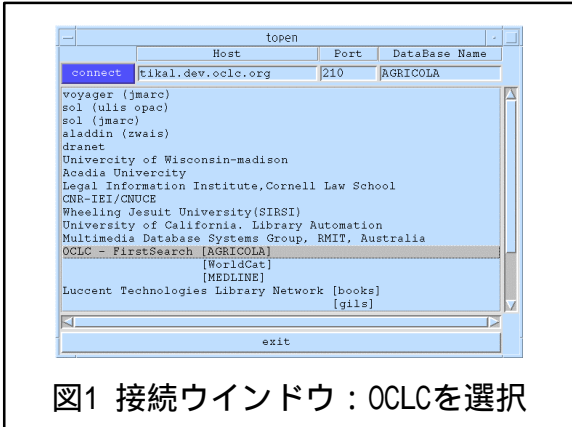 topen
Host Port DataBase Name
connect tikal.dev.oclc.org 210 AGRICOLA
voyager (jmarc)
sol (ulis opac)
sol (jmarc)
aladdin (zwais)
dranet
Univercity of Wisconsin-madison
Acadia Univercity
Legal Information Institute,Cornell Law School
CNR-IEI/CNUCE
Wheeling Jesuit University(SIRSI)
University of California. Library Automation
Multimedia Database Systems Group, RMIT, Australia
OCLC - FirstSearch [AGRICOLA]
[WorldCat]
[MEDLINE]
Luccent Technologies Library Network [books]
[gils]
exit
図1 接続ウインドウ：OCLCを選択